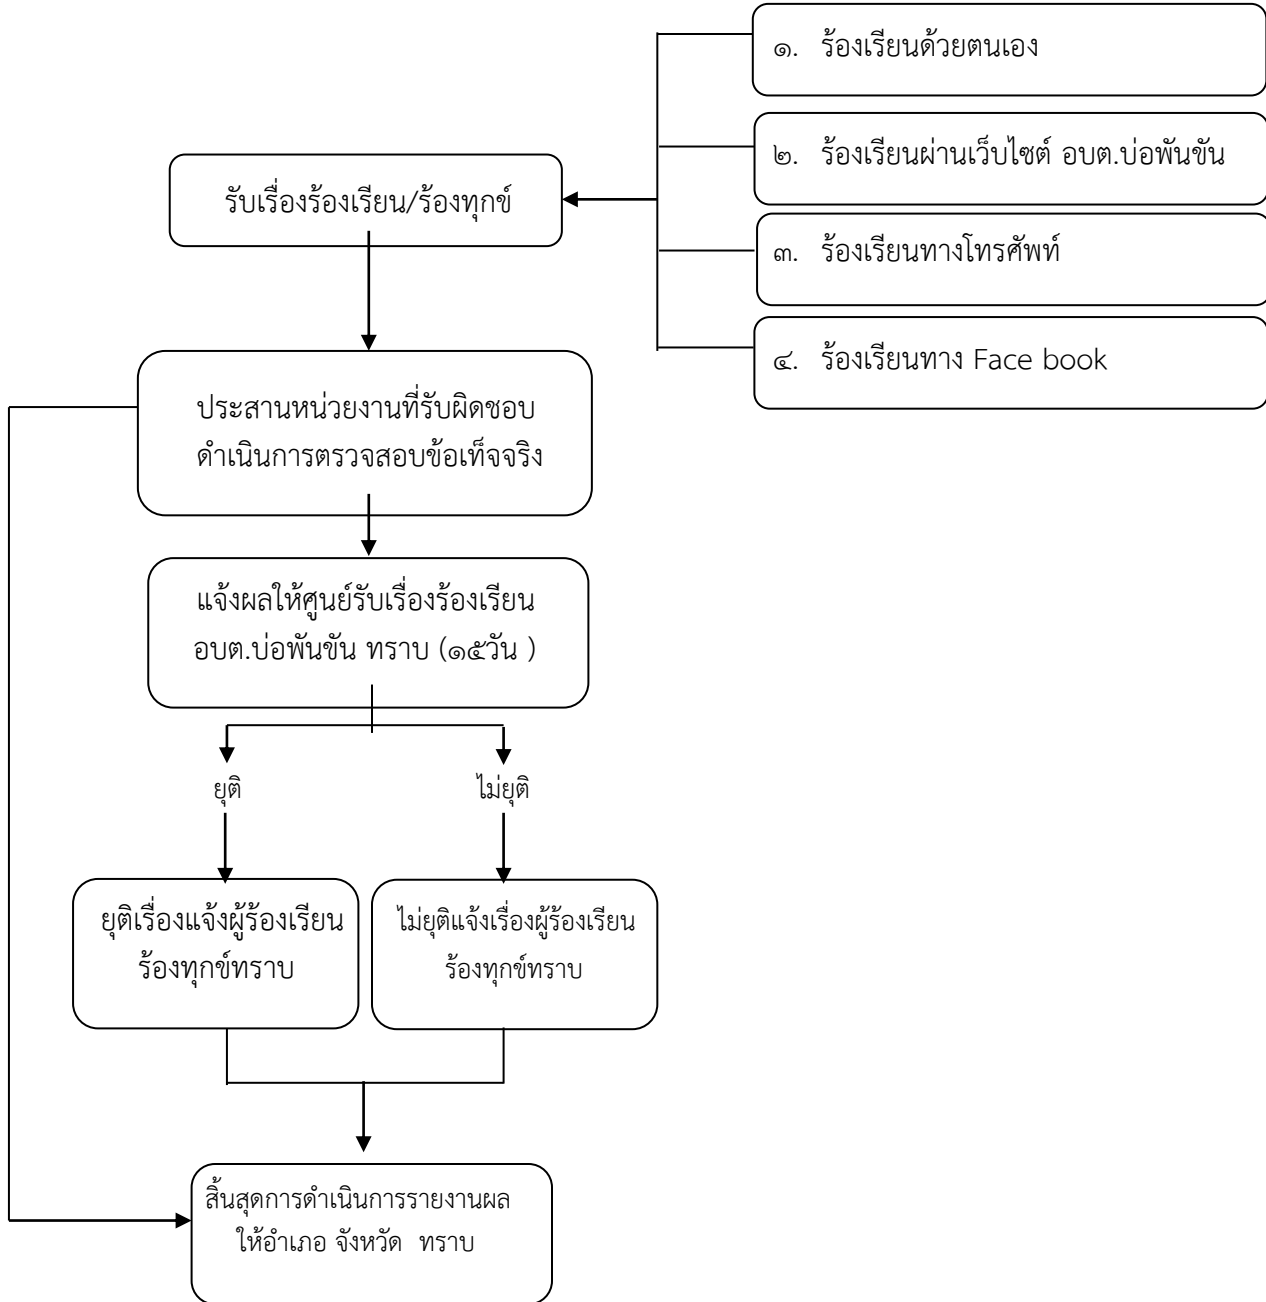 ๑. ร้องเรียนด้วยตนเอง
๒. ร้องเรียนผ่านเว็บไซต์ อบต.บ่อพันขัน
รับเรื่องร้องเรียน/ร้องทุกข์
๓. ร้องเรียนทางโทรศัพท์
๔. ร้องเรียนทาง Face book
ประสานหน่วยงานที่รับผิดชอบ
ดำเนินการตรวจสอบข้อเท็จจริง
แจ้งผลให้ศูนย์รับเรื่องร้องเรียน
อบต.บ่อพันขัน ทราบ (๑๕วัน )
ยุติ
ไม่ยุติ
ยุติเรื่องแจ้งผู้ร้องเรียน
ร้องทุกข์ทราบ
ไม่ยุติแจ้งเรื่องผู้ร้องเรียน
ร้องทุกข์ทราบ
สิ้นสุดการดำเนินการรายงานผล
ให้อำเภอ จังหวัด ทราบ